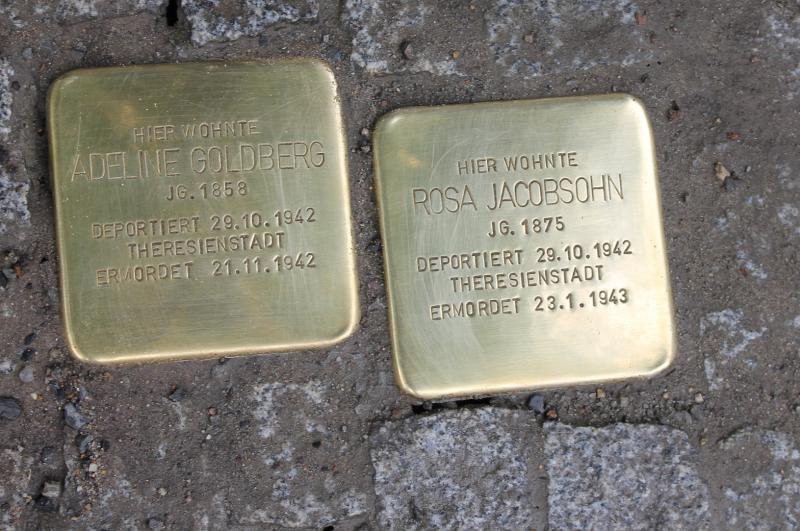 HIER WOHNTE
ADELINE GOLDBERG
JG. 1858
DEPORTIERT 29.10.1942
THERESIENSTADT
ERMORDET 21.11.1942
HIER WOHNTE
ROSA JACOBSOHN
JG. 1875
DEPORTIERT 29.10.1942
THERESIENSTADT
ERMORDET 23.1.1943